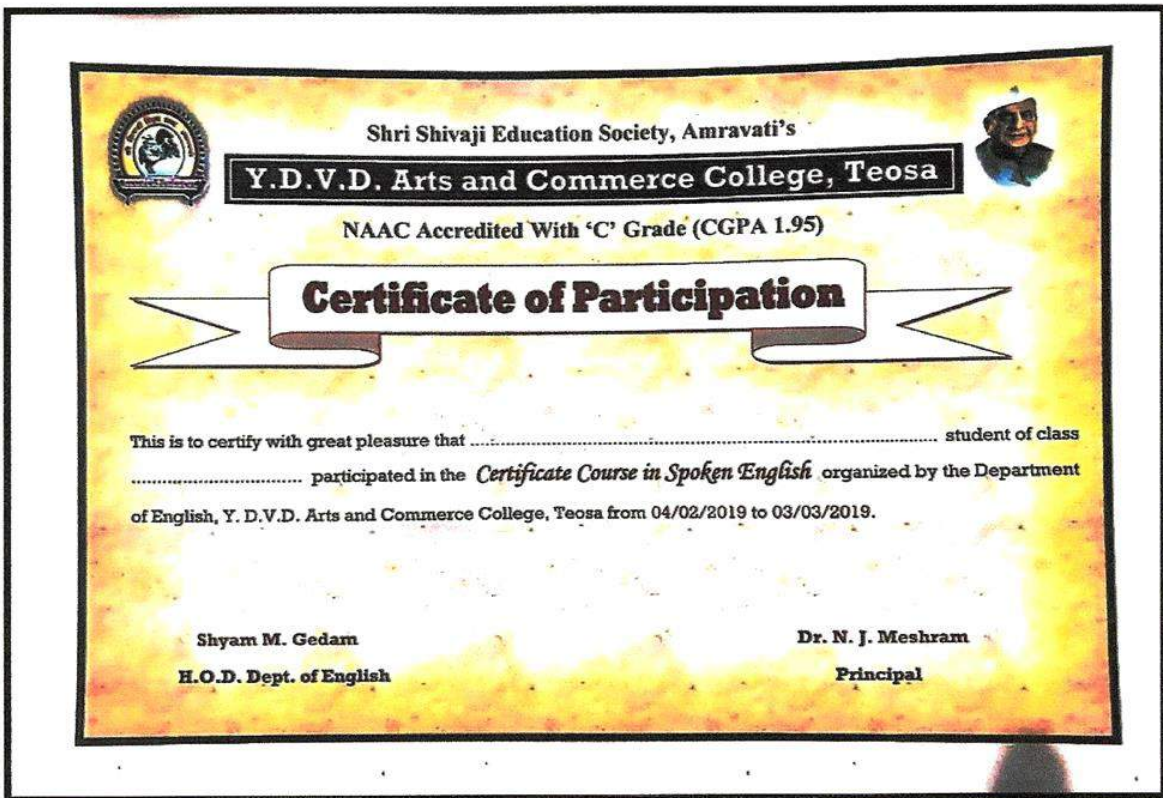 Shri Shivaji Education Society, Amravati's
Y.D.V.D. Arts and Commerce College, Teosa
NAAC Accredited With ‘C’ Grade (CGPA 1.95)
Certificate of Participation
This is to certify with great pleasure that ........................................................................ student of class
.................................. participated in the Certificate Course in Spoken English organized by the Department
of English, Y. D.V.D. Arts and Commerce College, Teosa from 04/02/2019 to 03/03/2019.
Shyam M. Gedam
H.O.D. Dept. of English
Dr. N. J. Meshram
Principal